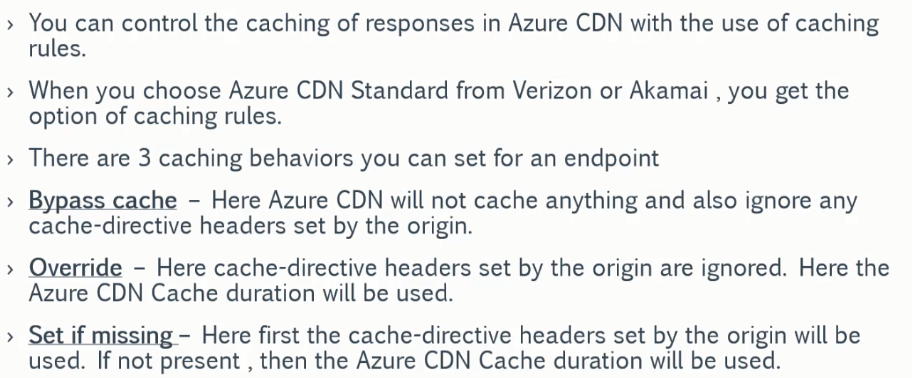 › You can control the caching of responses in Azure CDN with the use of caching
rules.
› When you choose Azure CDN Standard from Verizon or Akamai , you get the
option of caching rules.
› There are 3 caching behaviors you can set for an endpoint
› Bypass cache – Here Azure CDN will not cache anything and also ignore any
cache-directive headers set by the origin.
› Override – Here cache-directive headers set by the origin are ignored. Here the
Azure CDN Cache duration will be used.
› Set if missing – Here first the cache-directive headers set by the origin will be
used. If not present , then the Azure CDN Cache duration will be used.